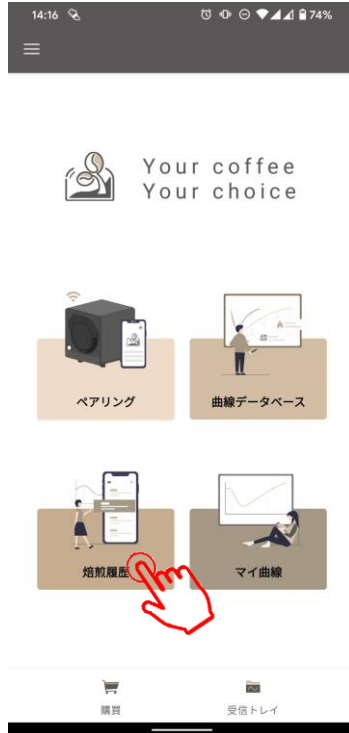 14:16
74%
Your coffee
Your choice
ペアリング
曲線データベース
焙煎履歴
マイ曲線
購買
受信トレイ